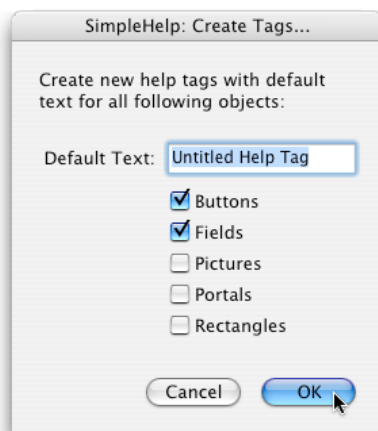 SimpleHelp: Create Tags...
Create new help tags with default
text for all following objects:
Default Text: Untitled Help Tag
Buttons
Fields
Pictures
Portals
Rectangles
Cancel OK